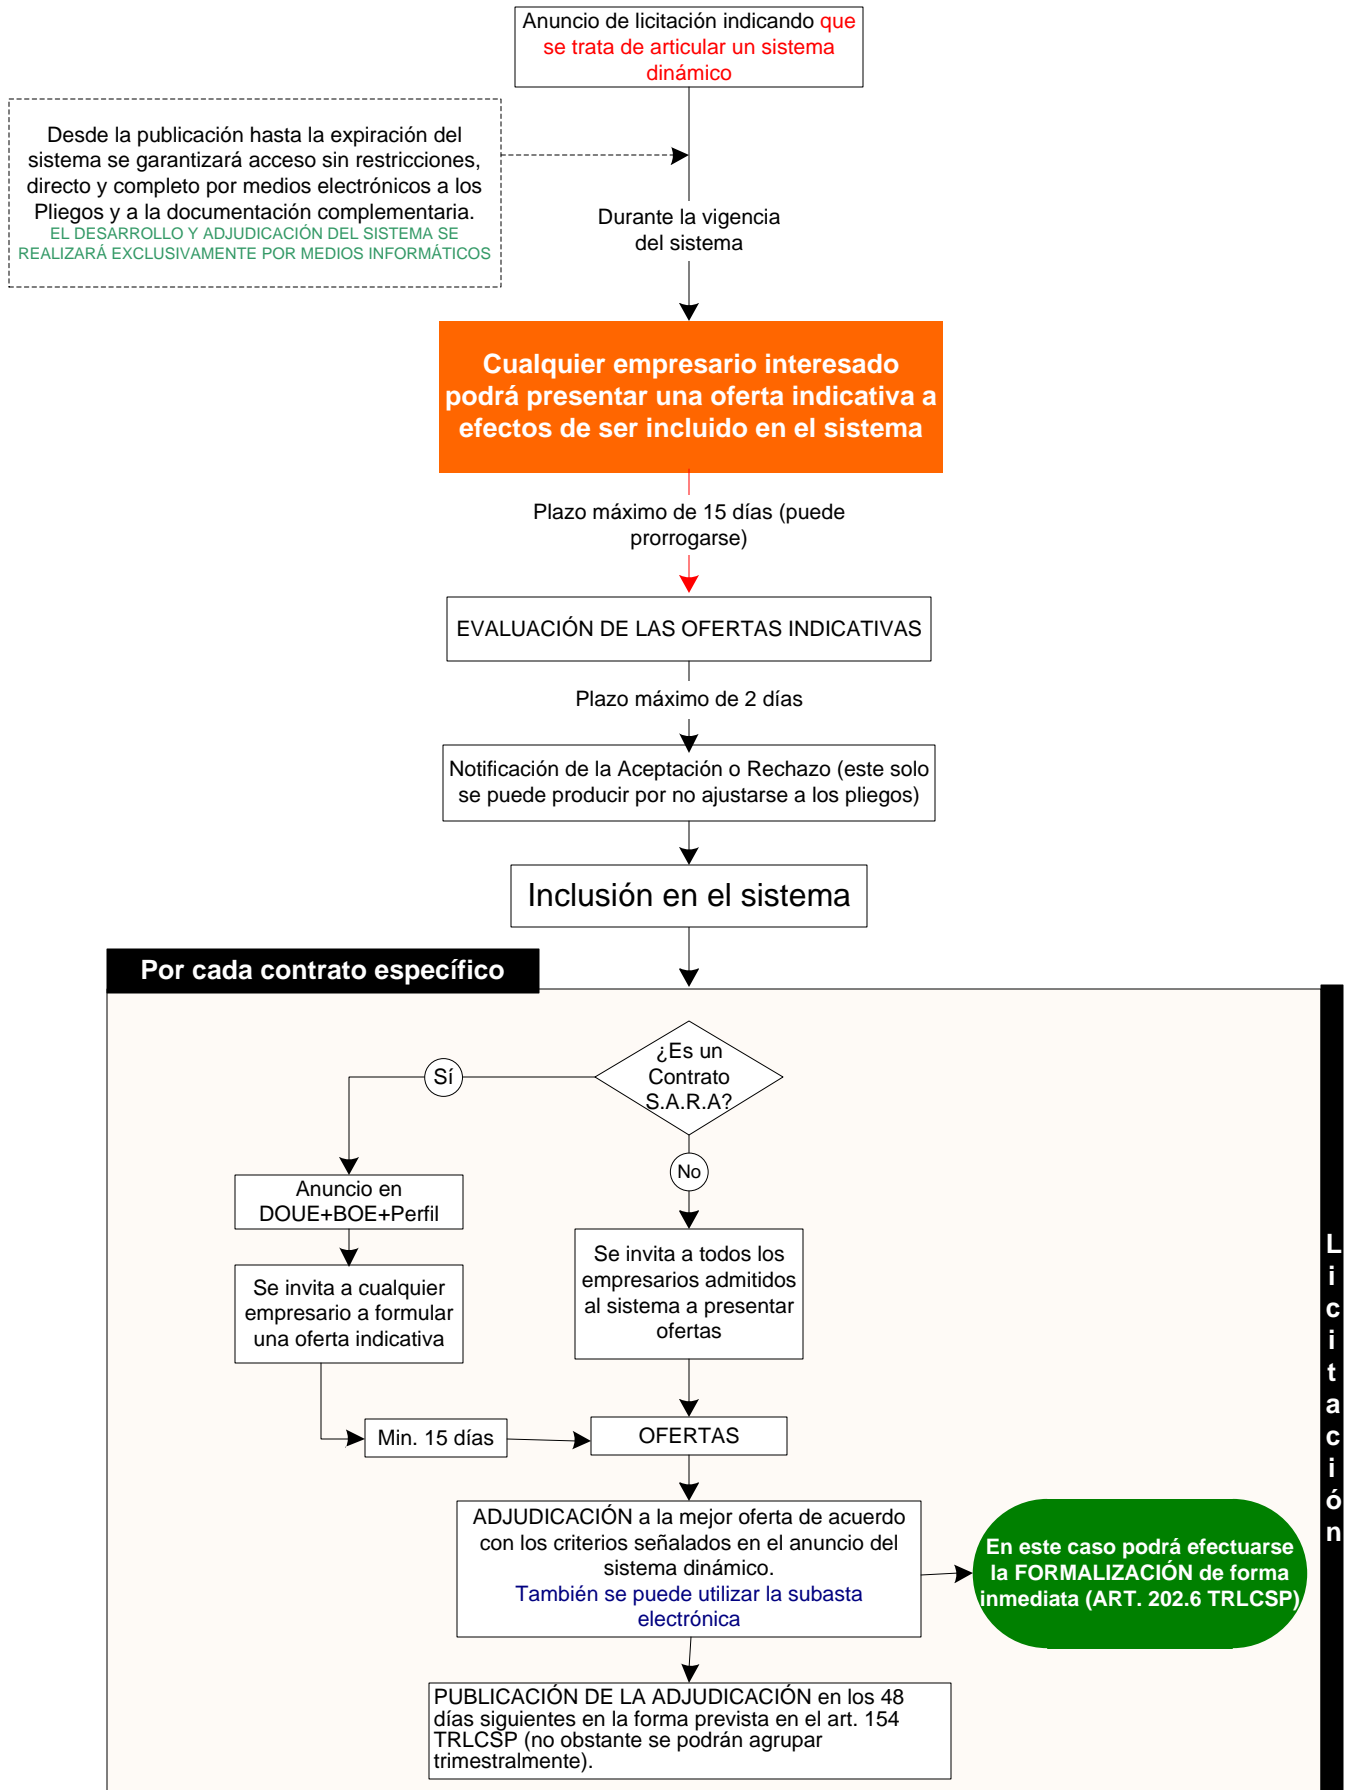 Anuncio de licitación indicando que
se trata de articular un sistema
dinámico
Desde la publicación hasta la expiración del
sistema se garantizará acceso sin restricciones,
directo y completo por medios electrónicos a los
Pliegos y a la documentación complementaria.
EL DESARROLLO Y ADJUDICACIÓN DEL SISTEMA SE
REALIZARÁ EXCLUSIVAMENTE POR MEDIOS INFORMÁTICOS
Durante la vigencia
del sistema
Cualquier empresario interesado
podrá presentar una oferta indicativa a
efectos de ser incluido en el sistema
Plazo máximo de 15 días (puede
prorrogarse)
EVALUACIÓN DE LAS OFERTAS INDICATIVAS
Plazo máximo de 2 días
Notificación de la Aceptación o Rechazo (este solo
se puede producir por no ajustarse a los pliegos)
Inclusión en el sistema
Por cada contrato específico
¿Es un
Contrato
S.A.R.A?
Sí
No
Anuncio en
DOUE+BOE+Perfil
Se invita a cualquier
empresario a formular
una oferta indicativa
Se invita a todos los
empresarios admitidos
al sistema a presentar
ofertas
Min. 15 días
OFERTAS
ADJUDICACIÓN a la mejor oferta de acuerdo
con los criterios señalados en el anuncio del
sistema dinámico.
También se puede utilizar la subasta
electrónica
En este caso podrá efectuarse
la FORMALIZACIÓN de forma
inmediata (ART. 202.6 TRLCSP)
PUBLICACIÓN DE LA ADJUDICACIÓN en los 48
días siguientes en la forma prevista en el art. 154
TRLCSP (no obstante se podrán agrupar
trimestralmente).
Licitación